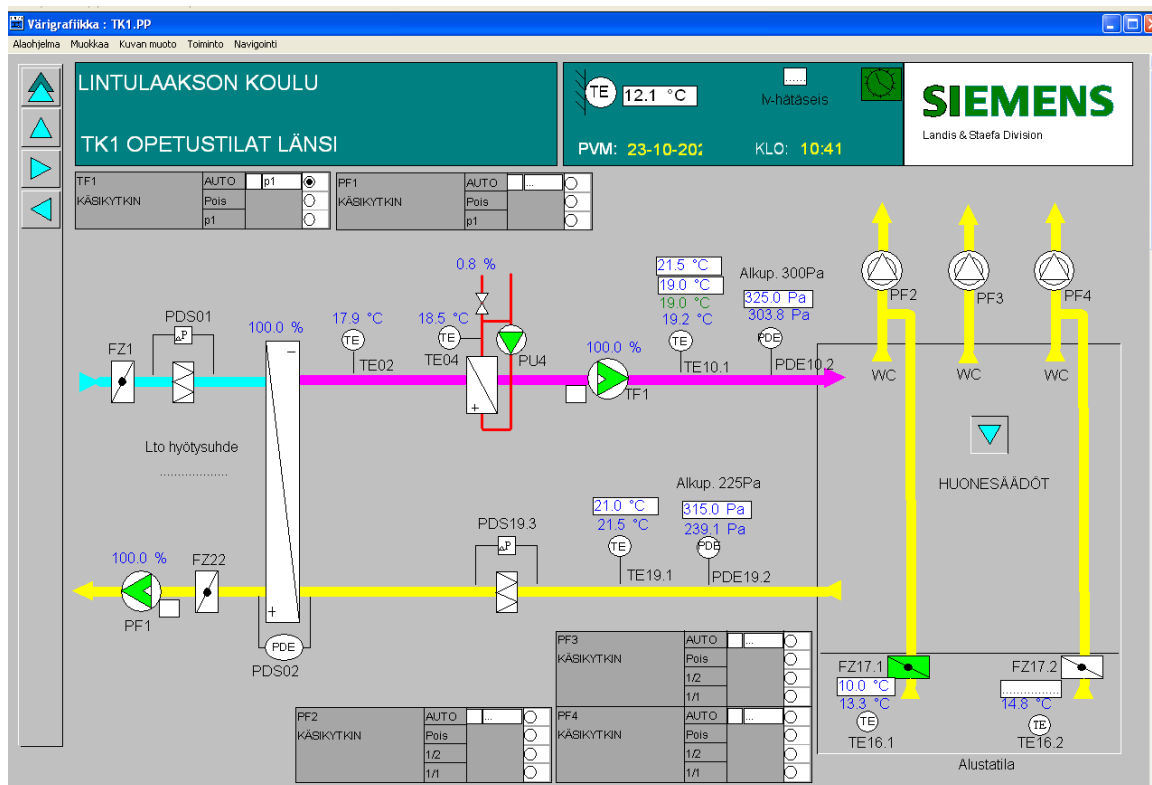 Värigrafiikka : TK1.PP
Alaohjelma Muokkaa Kuvan muoto Toiminto Navigointi
LINTULAAKSON KOULU
TK1 OPETUSTILAT LÄNSI
TE 12.1 °C
......
Iv-hätäseis
PVM: 23-10-202
KLO: 10:41
SIEMENS
Landis & Staefa Division
TF1 AUTO p1
KÄSIKYTKIN Pois
p1
PF1 AUTO ...
KÄSIKYTKIN Pois
p1
0.8 %
21.5 °C
19.0 °C
19.0 °C
19.2 °C
TE
TE10.1
Alkup. 300Pa
325.0 Pa
303.8 Pa
PDE
PDE10.2
PF2
PF3
PF4
WC
WC
WC
PDS01
ΔP
FZ1
100.0 %
17.9 °C
TE
TE02
18.5 °C
TE
TE04
PU4
100.0 %
TF1
Lto hyötysuhde
...................
HUONESÄÄDÖT
Alkup. 225Pa
21.0 °C
21.5 °C
TE
TE19.1
315.0 Pa
239.1 Pa
PDE
PDE19.2
PDS19.3
ΔP
100.0 %
PF1
FZ22
PDE
PDS02
PF3 AUTO ...
KÄSIKYTKIN Pois
1/2
1/1
PF2 AUTO ...
KÄSIKYTKIN Pois
1/2
1/1
PF4 AUTO ...
KÄSIKYTKIN Pois
1/2
1/1
FZ17.1
10.0 °C
13.3 °C
TE
TE16.1
FZ17.2
................
14.8 °C
TE
TE16.2
Alustatila